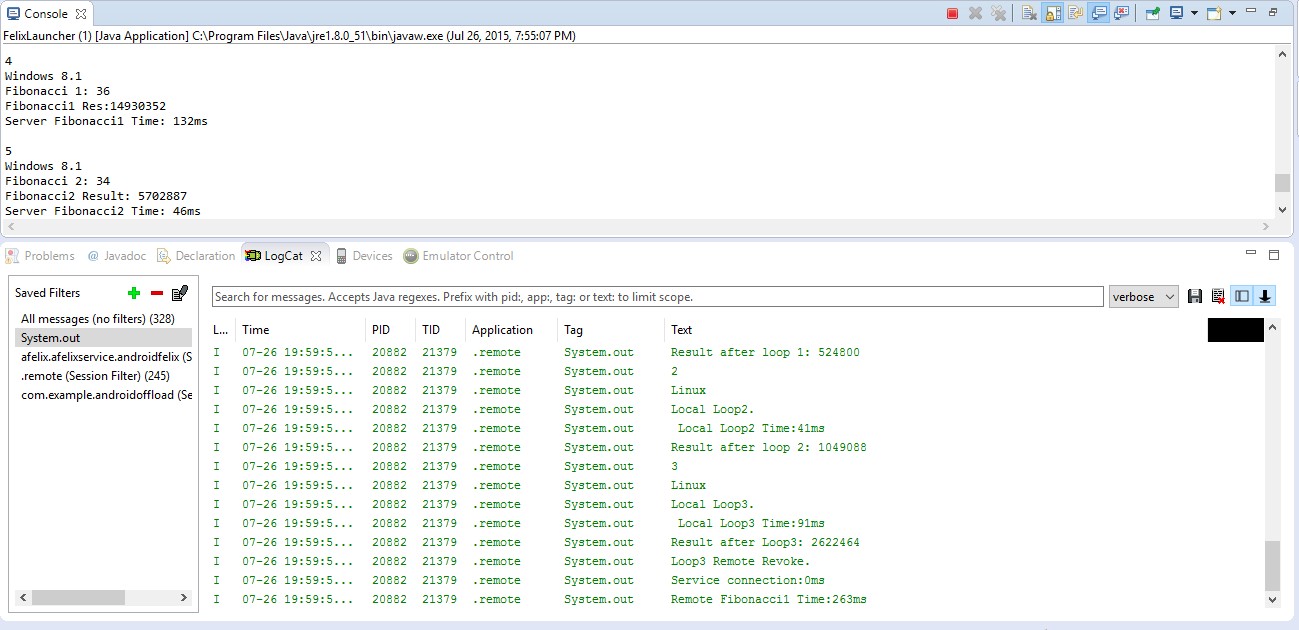 Console
FelixLauncher (1) [Java Application] C:\Program Files\Java\jre1.8.0_51\bin\javaw.exe (Jul 26, 2015, 7:55:07 PM)
4
Windows 8.1
Fibonacci 1: 36
Fibonacci1 Res:14930352
Server Fibonacci1 Time: 132ms
5
Windows 8.1
Fibonacci 2: 34
Fibonacci2 Result: 5702887
Server Fibonacci2 Time: 46ms
Problems @ Javadoc Declaration LogCat Devices Emulator Control
Saved Filters
All messages (no filters) (328)
System.out
afelix.afelixservice.androidfelix (S
.remote (Session Filter) (245)
com.example.androidoffload (Se
Search for messages. Accepts Java regexes. Prefix with pid:, app:, tag: or text: to limit scope. verbose
L... Time PID TID Application Tag Text
I 07-26 19:59:5... 20882 21379 .remote System.out Result after loop 1: 524800
I 07-26 19:59:5... 20882 21379 .remote System.out 2
I 07-26 19:59:5... 20882 21379 .remote System.out Linux
I 07-26 19:59:5... 20882 21379 .remote System.out Local Loop2.
I 07-26 19:59:5... 20882 21379 .remote System.out Local Loop2 Time:41ms
I 07-26 19:59:5... 20882 21379 .remote System.out Result after loop 2: 1049088
I 07-26 19:59:5... 20882 21379 .remote System.out 3
I 07-26 19:59:5... 20882 21379 .remote System.out Linux
I 07-26 19:59:5... 20882 21379 .remote System.out Local Loop3.
I 07-26 19:59:5... 20882 21379 .remote System.out Local Loop3 Time:91ms
I 07-26 19:59:5... 20882 21379 .remote System.out Result after Loop3: 2622464
I 07-26 19:59:5... 20882 21379 .remote System.out Loop3 Remote Revoke.
I 07-26 19:59:5... 20882 21379 .remote System.out Service connection:0ms
I 07-26 19:59:5... 20882 21379 .remote System.out Remote Fibonacci1 Time:263ms